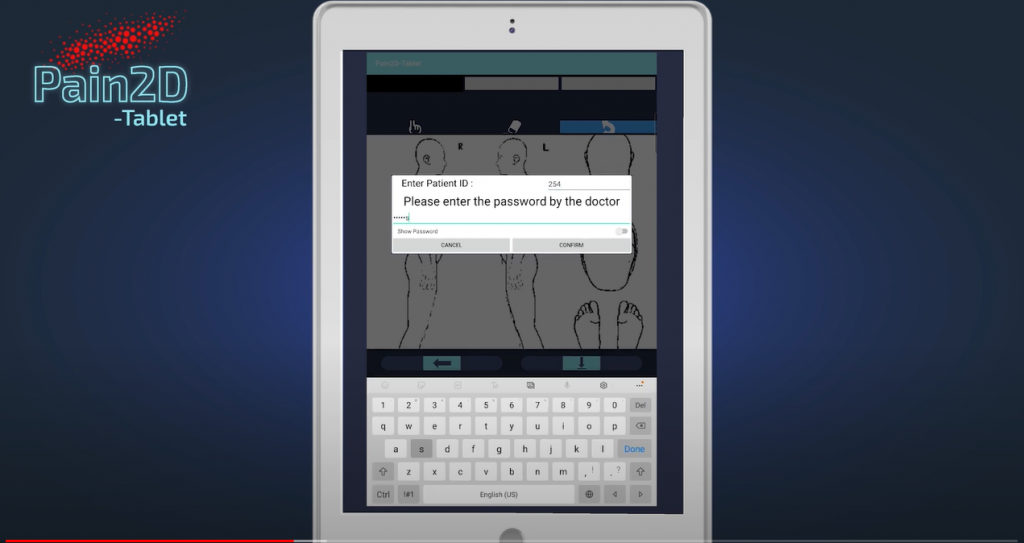 Pain2D
-Tablet
Pain2D-Tablet
R
L
Enter Patient ID :
254
Please enter the password by the doctor
•••••s
Show Password
CANCEL
CONFIRM
1 2 3 4 5 6 7 8 9 0 Del
q w e r t y u i o p
a s d f g h j k l Done
z x c v b n m , ! . ?
Ctrl !#1 English (US)